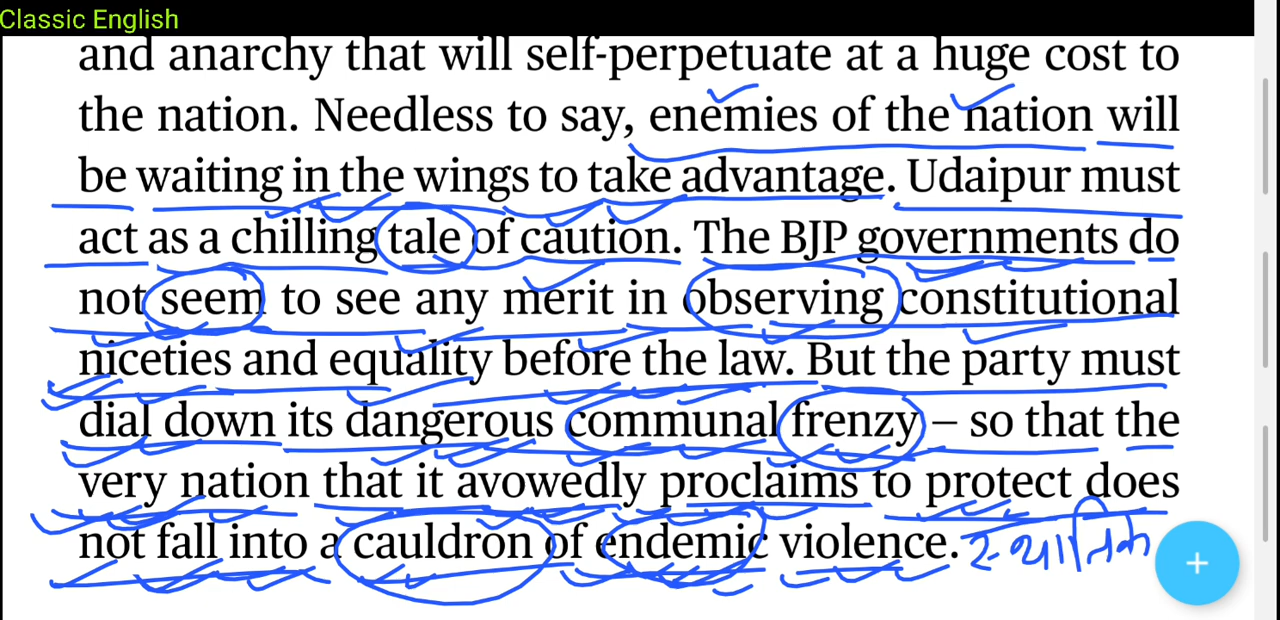 Classic English
and anarchy that will self-perpetuate at a huge cost to
the nation. Needless to say, enemies of the nation will
be waiting in the wings to take advantage. Udaipur must
act as a chilling tale of caution. The BJP governments do
not seem to see any merit in observing constitutional
niceties and equality before the law. But the party must
dial down its dangerous communal frenzy – so that the
very nation that it avowedly proclaims to protect does
not fall into a cauldron of endemic violence.